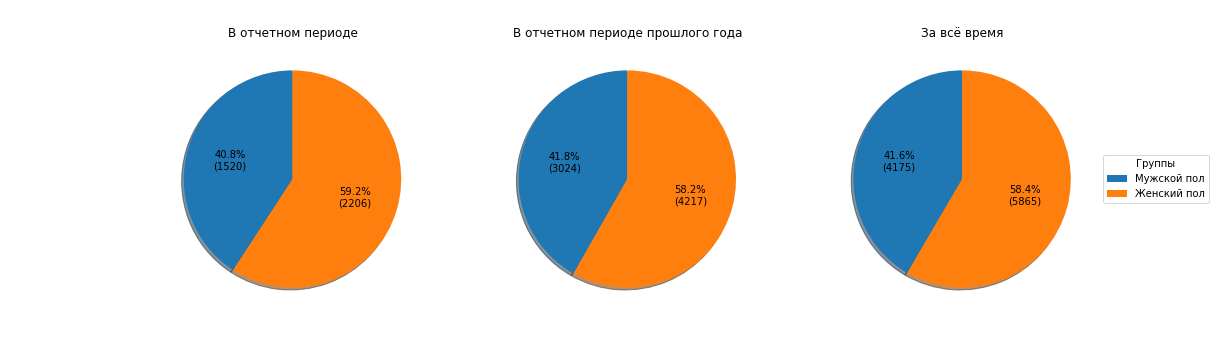 В отчетном периоде
40.8%
(1520)
59.2%
(2206)
В отчетном периоде прошлого года
41.8%
(3024)
58.2%
(4217)
За всё время
41.6%
(4175)
58.4%
(5865)
Группы
Мужской пол
Женский пол